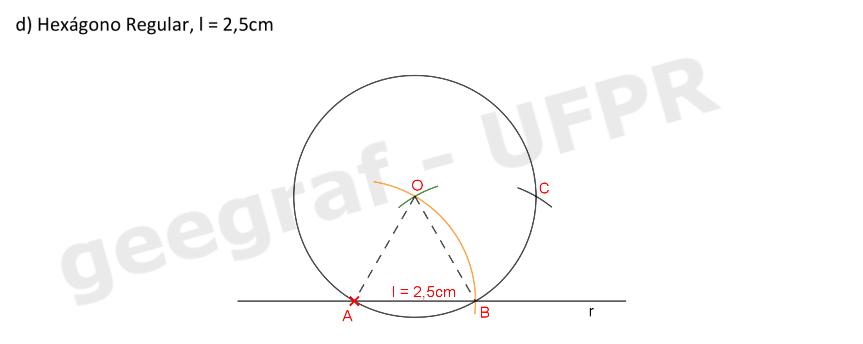 d) Hexágono Regular, l = 2,5cm
geegraf - UFPR
O
C
l = 2,5cm
A
B
r